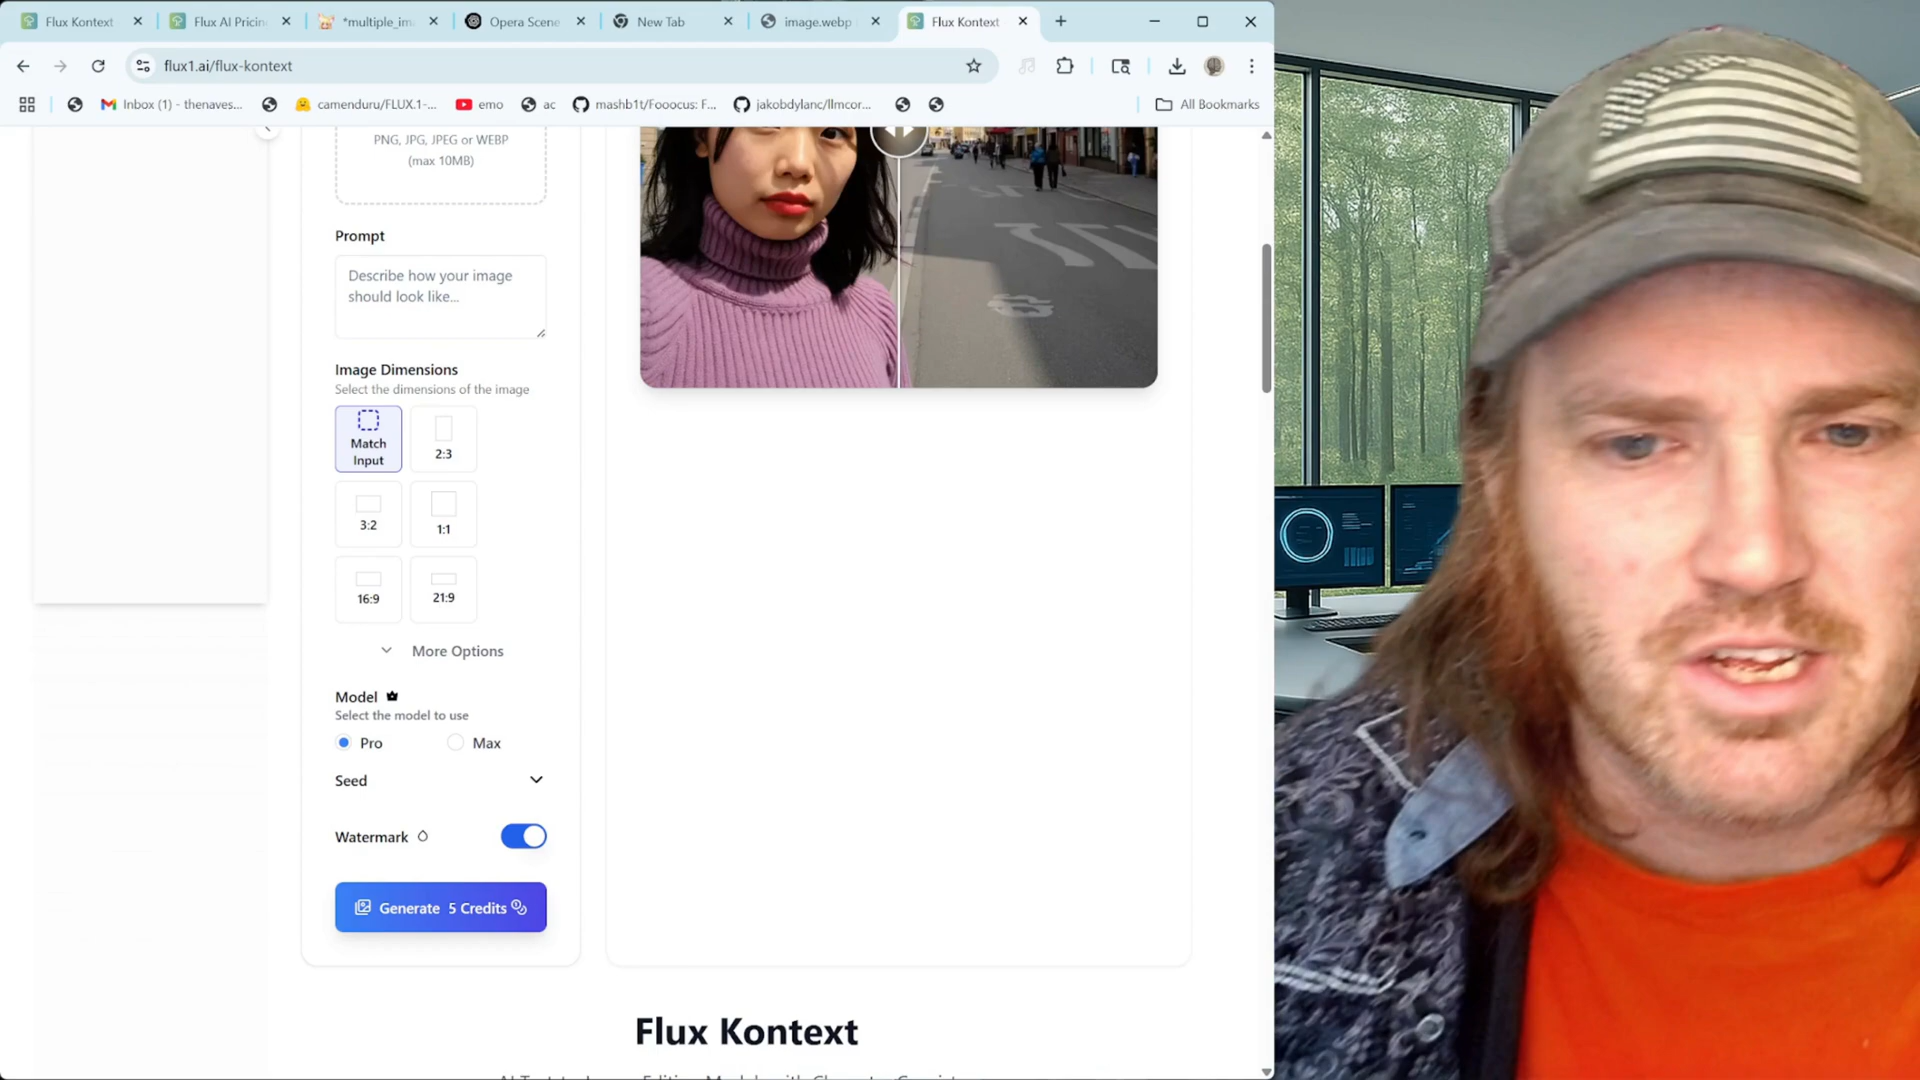 Flux Kontext
Flux AI Pricin
*multiple_im
Opera Scene
New Tab
image.webp
Flux Kontext
flux1.ai/flux-kontext
Inbox (1) - thenaves...
camenduru/FLUX.1-...
emo
ac
mashb1t/Fooocus: F...
jakobdylanc/llmcor...
All Bookmarks
PNG, JPG, JPEG or WEBP
(max 10MB)
Prompt
Describe how your image
should look like...
Image Dimensions
Select the dimensions of the image
Match
Input
2:3
3:2
1:1
16:9
21:9
More Options
Model
Select the model to use
Pro
Max
Seed
Watermark
Generate 5 Credits
Flux Kontext